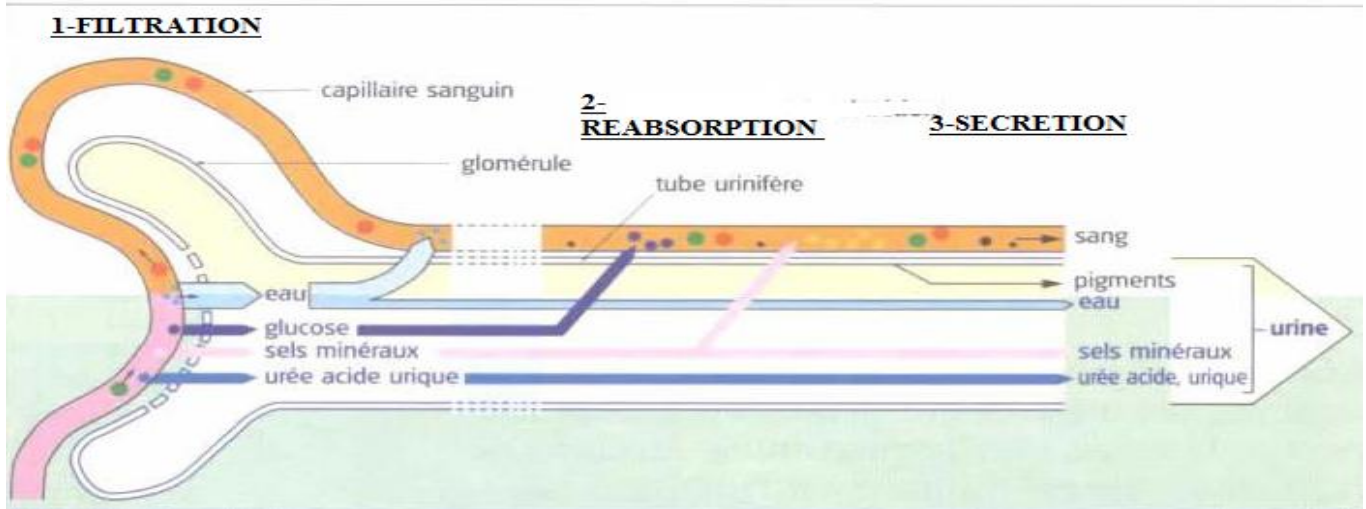 1-FILTRATION
capillaire sanguin
2-
REABSORPTION
3-SECRETION
glomérule
tube urinifère
sang
pigments
eau
eau
glucose
urine
sels minéraux
sels minéraux
urée acide urique
urée acide, urique